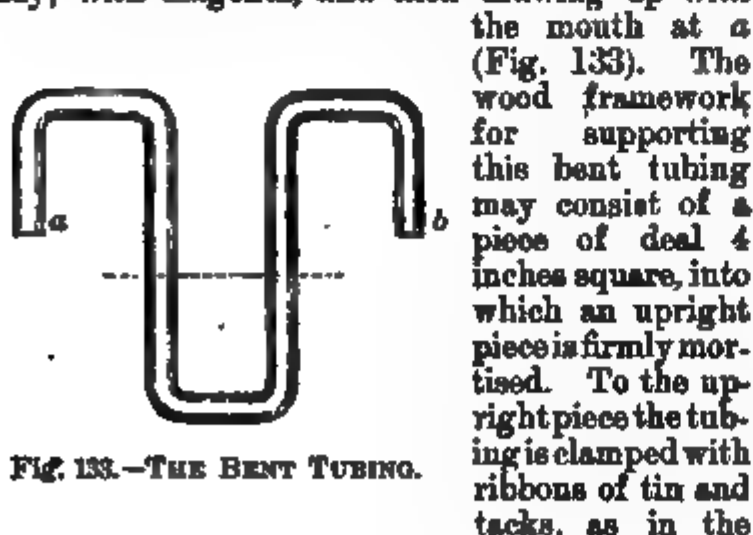 the mouth at a
(Fig. 133). The
wood framework
for supporting
this bent tubing
may consist of a
piece of deal 4
inches square, into
which an upright
piece is firmly mor-
tised. To the up-
right piece the tub-
ing is clamped with
ribbons of tin and
tacks, as in the
a
b
Fig. 133.—THE BENT TUBING.